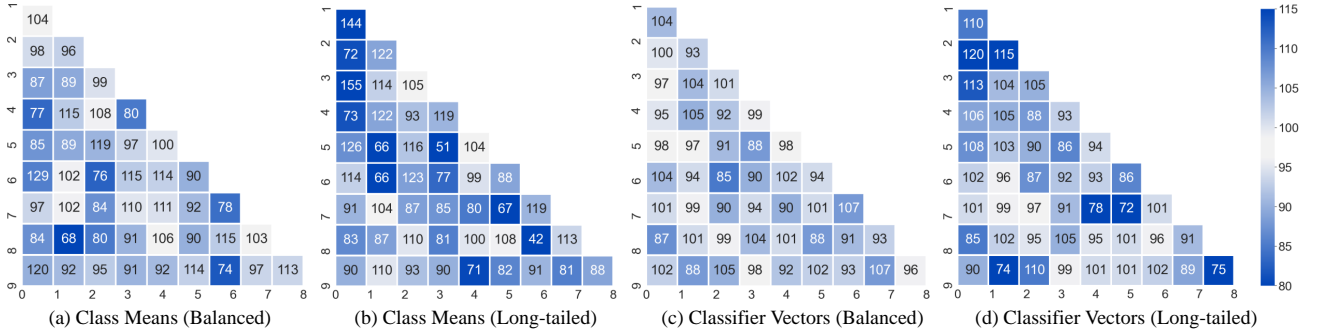 1
104
2
98 96
3
87 89 99
4
77 115 108 80
5
85 89 119 97 100
6
129 102 76 115 114 90
7
97 102 84 110 111 92 78
8
84 68 80 91 106 90 115 103
9
120 92 95 91 92 114 74 97 113
0 1 2 3 4 5 6 7 8
(a) Class Means (Balanced)
1
144
2
72 122
3
155 114 105
4
73 122 93 119
5
126 66 116 51 104
6
114 66 123 77 99 88
7
91 104 87 85 80 67 119
8
83 87 110 81 100 108 42 113
9
90 110 93 90 71 82 91 81 88
0 1 2 3 4 5 6 7 8
(b) Class Means (Long-tailed)
1
104
2
100 93
3
97 104 101
4
95 105 92 99
5
98 97 91 88 98
6
104 94 85 90 102 94
7
101 99 90 94 90 101 107
8
87 101 99 104 101 88 91 93
9
102 88 105 98 92 102 93 107 96
0 1 2 3 4 5 6 7 8
(c) Classifier Vectors (Balanced)
1
110
2
120 115
3
113 104 105
4
106 105 88 93
5
108 103 90 86 94
6
102 96 87 92 93 86
7
101 99 97 91 78 72 101
8
85 102 95 105 95 101 96 91
9
90 74 110 99 101 101 102 89 75
0 1 2 3 4 5 6 7 8
(d) Classifier Vectors (Long-tailed)
115
110
105
100
95
90
85
80